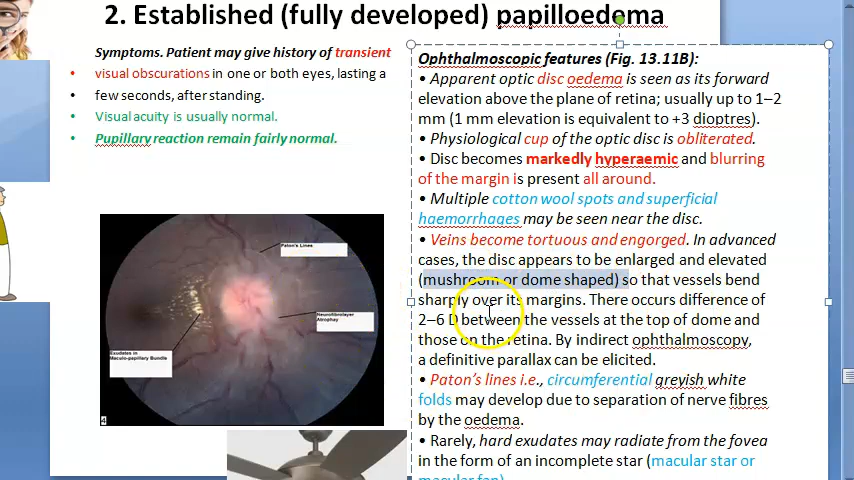 2. Established (fully developed) papilloedema
Symptoms. Patient may give history of transient
• visual obscurations in one or both eyes, lasting a
• few seconds, after standing.
• Visual acuity is usually normal.
• Pupillary reaction remain fairly normal.
Paton's Lines
Neurofibrolayer
Atrophay
Exudates in
Maculo-papillary Bundle
4
Ophthalmoscopic features (Fig. 13.11B):
• Apparent optic disc oedema is seen as its forward
elevation above the plane of retina; usually up to 1–2
mm (1 mm elevation is equivalent to +3 dioptres).
• Physiological cup of the optic disc is obliterated.
• Disc becomes markedly hyperaemic and blurring
of the margin is present all around.
• Multiple cotton wool spots and superficial
haemorrhages may be seen near the disc.
• Veins become tortuous and engorged. In advanced
cases, the disc appears to be enlarged and elevated
(mushroom or dome shaped) so that vessels bend
sharply over its margins. There occurs difference of
2–6 D between the vessels at the top of dome and
those on the retina. By indirect ophthalmoscopy,
a definitive parallax can be elicited.
• Paton's lines i.e., circumferential greyish white
folds may develop due to separation of nerve fibres
by the oedema.
• Rarely, hard exudates may radiate from the fovea
in the form of an incomplete star (macular star or
macular fan).